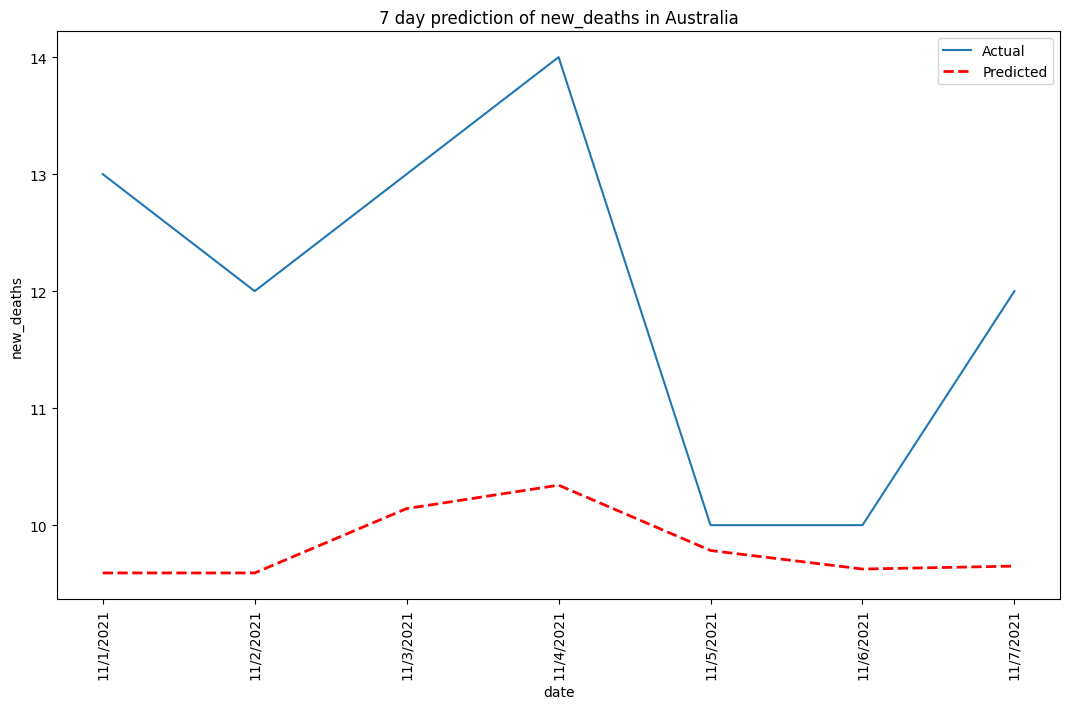 7 day prediction of new_deaths in Australia
Actual
Predicted
14
13
12
11
10
new_deaths
11/1/2021
11/2/2021
11/3/2021
11/4/2021
11/5/2021
11/6/2021
11/7/2021
date